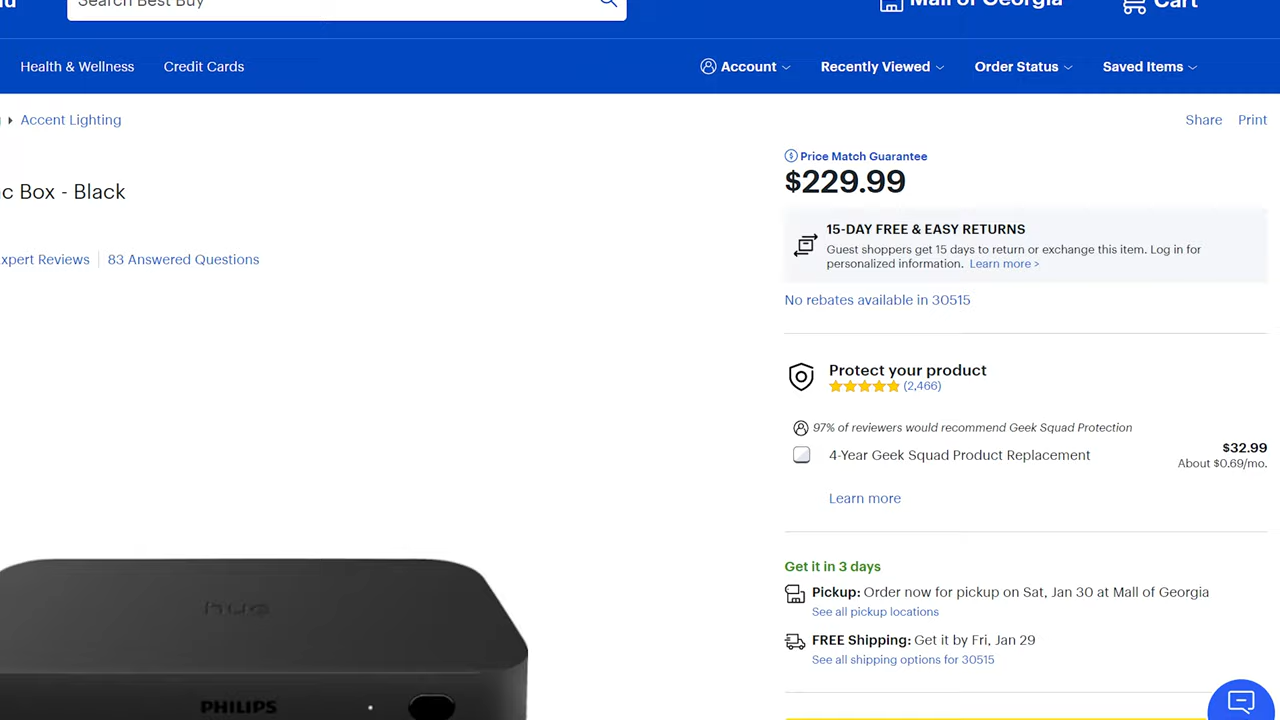 Search Best Buy
Mall of Georgia
Cart
Health & Wellness
Credit Cards
Account
Recently Viewed
Order Status
Saved Items
Accent Lighting
Share
Print
c Box - Black
xpert Reviews
83 Answered Questions
Price Match Guarantee
$229.99
15-DAY FREE & EASY RETURNS
Guest shoppers get 15 days to return or exchange this item. Log in for
personalized information. Learn more >
No rebates available in 30515
Protect your product
(2,466)
97% of reviewers would recommend Geek Squad Protection
4-Year Geek Squad Product Replacement
$32.99
About $0.69/mo.
Learn more
Get it in 3 days
Pickup: Order now for pickup on Sat, Jan 30 at Mall of Georgia
See all pickup locations
FREE Shipping: Get it by Fri, Jan 29
See all shipping options for 30515
hue
PHILIPS